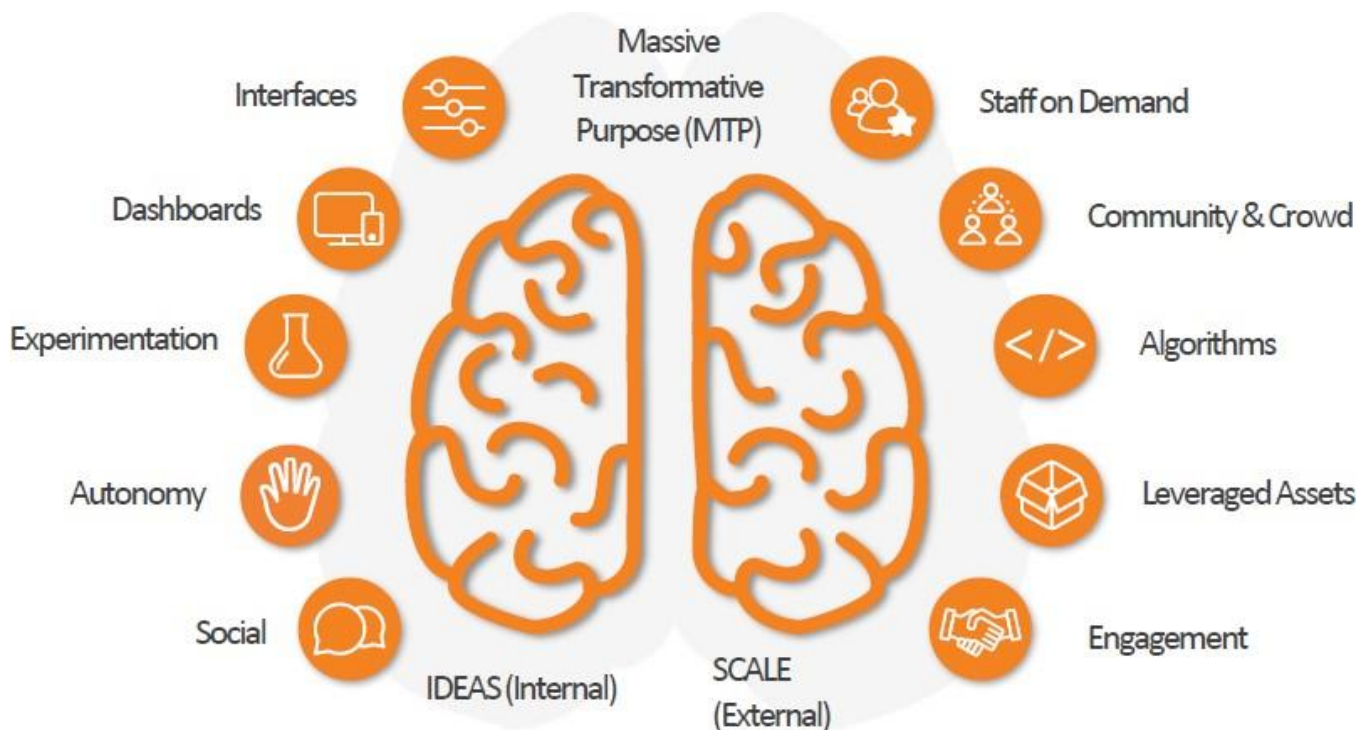 Massive
Transformative
Purpose (MTP)
Interfaces
Dashboards
Experimentation
Autonomy
Social
IDEAS (Internal)
Staff on Demand
Community & Crowd
</>
Algorithms
Leveraged Assets
Engagement
SCALE
(External)